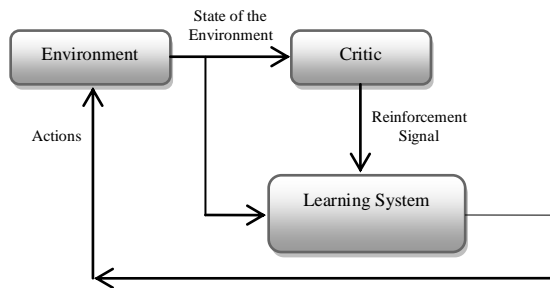 State of the
Environment
Environment
Critic
Actions
Reinforcement
Signal
Learning System